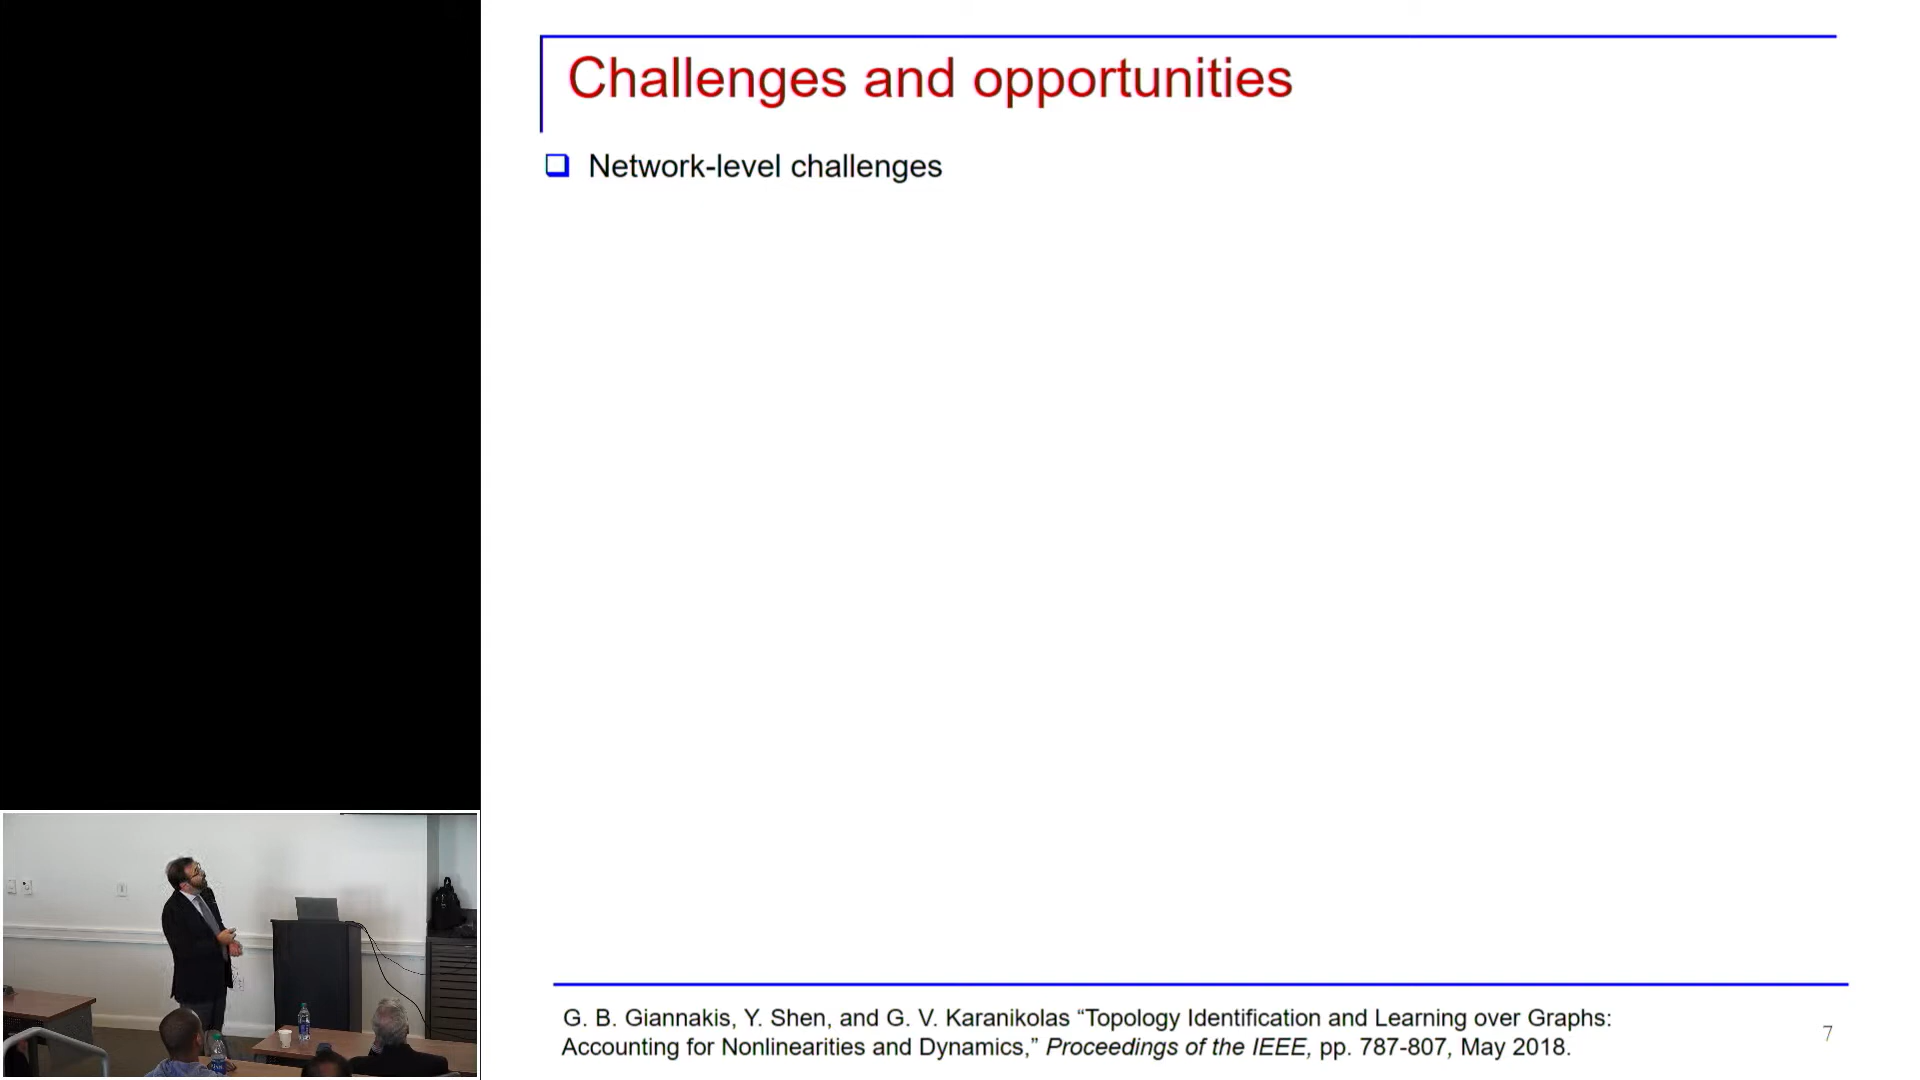 Challenges and opportunities
Network-level challenges
G. B. Giannakis, Y. Shen, and G. V. Karanikolas “Topology Identification and Learning over Graphs:
Accounting for Nonlinearities and Dynamics,” Proceedings of the IEEE, pp. 787-807, May 2018.
7